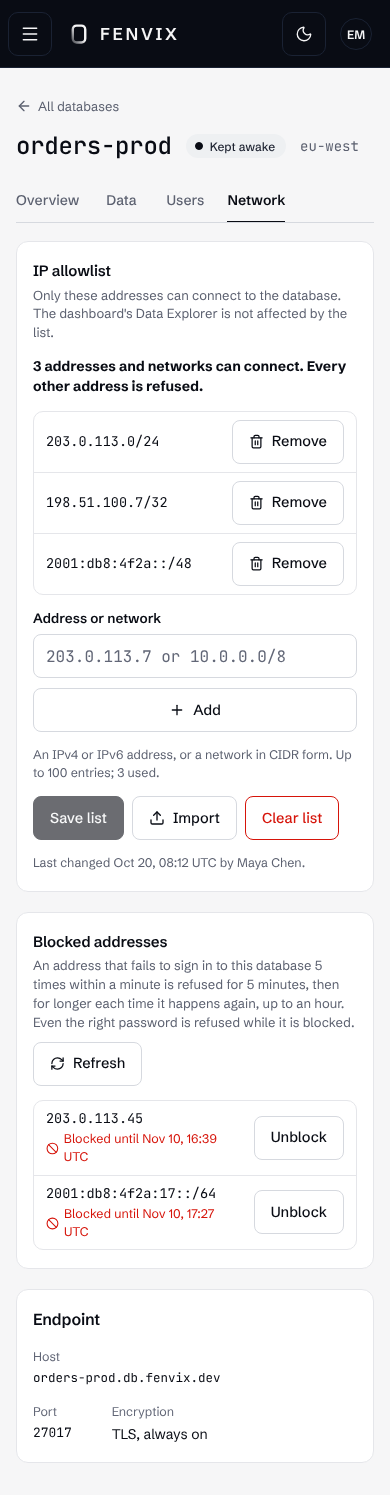 FENVIX
EM
All databases
orders-prod
Kept awake
eu-west
Overview
Data
Users
Network
IP allowlist
Only these addresses can connect to the database.
The dashboard's Data Explorer is not affected by the
list.
3 addresses and networks can connect. Every
other address is refused.
203.0.113.0/24
Remove
198.51.100.7/32
Remove
2001:db8:4f2a::/48
Remove
Address or network
203.0.113.7 or 10.0.0.0/8
Add
An IPv4 or IPv6 address, or a network in CIDR form. Up
to 100 entries; 3 used.
Save list
Import
Clear list
Last changed Oct 20, 08:12 UTC by Maya Chen.
Blocked addresses
An address that fails to sign in to this database 5
times within a minute is refused for 5 minutes, then
for longer each time it happens again, up to an hour.
Even the right password is refused while it is blocked.
Refresh
203.0.113.45
Blocked until Nov 10, 16:39
UTC
Unblock
2001:db8:4f2a:17::/64
Blocked until Nov 10, 17:27
UTC
Unblock
Endpoint
Host
orders-prod.db.fenvix.dev
Port
Encryption
27017
TLS, always on